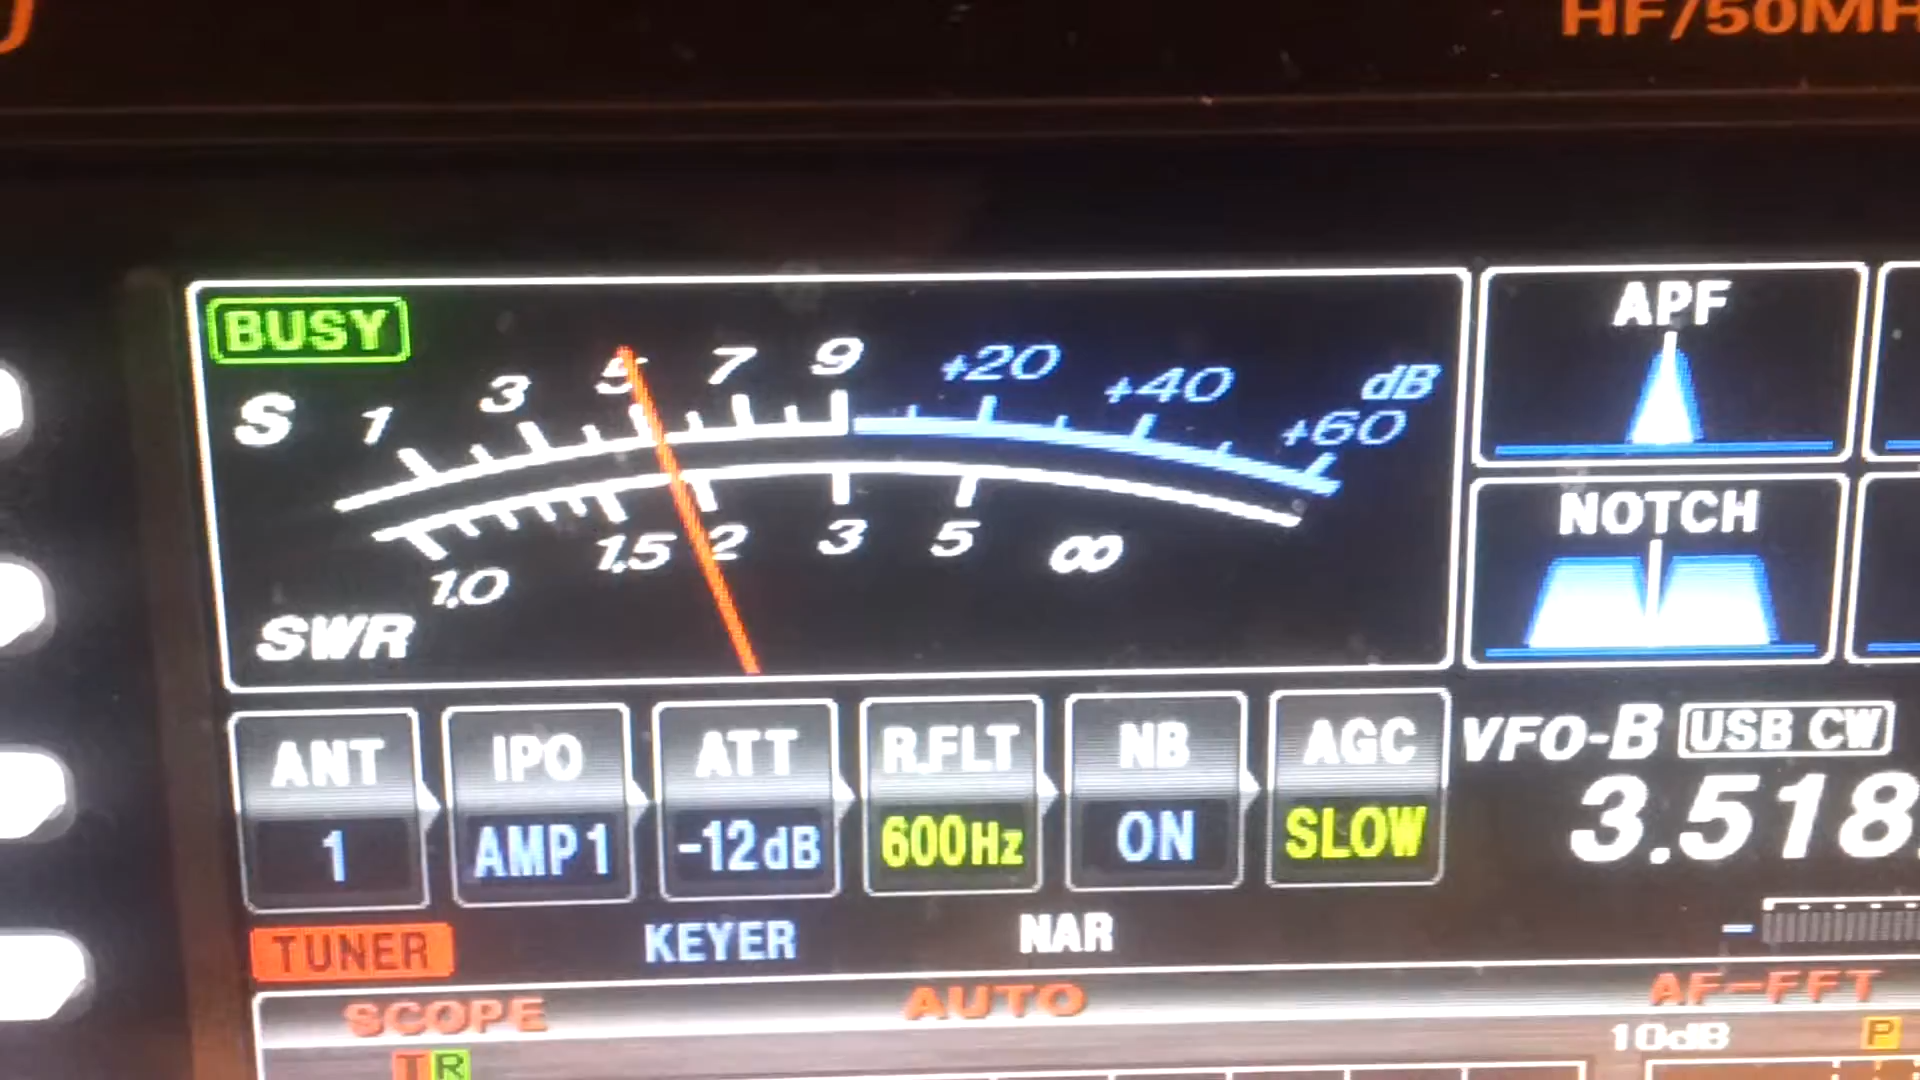 HF/50MH
BUSY
S 1 3 5 7 9 +20 +40 +60 dB
1.0 1.5 2 3 5 ∞
SWR
APF
NOTCH
ANT IPO ATT R.FLT NB AGC
1 AMP1 -12dB 600Hz ON SLOW
VFO-B USB CW
3.518.
TUNER KEYER NAR
SCOPE AUTO AF-FFT
10dB P
TR